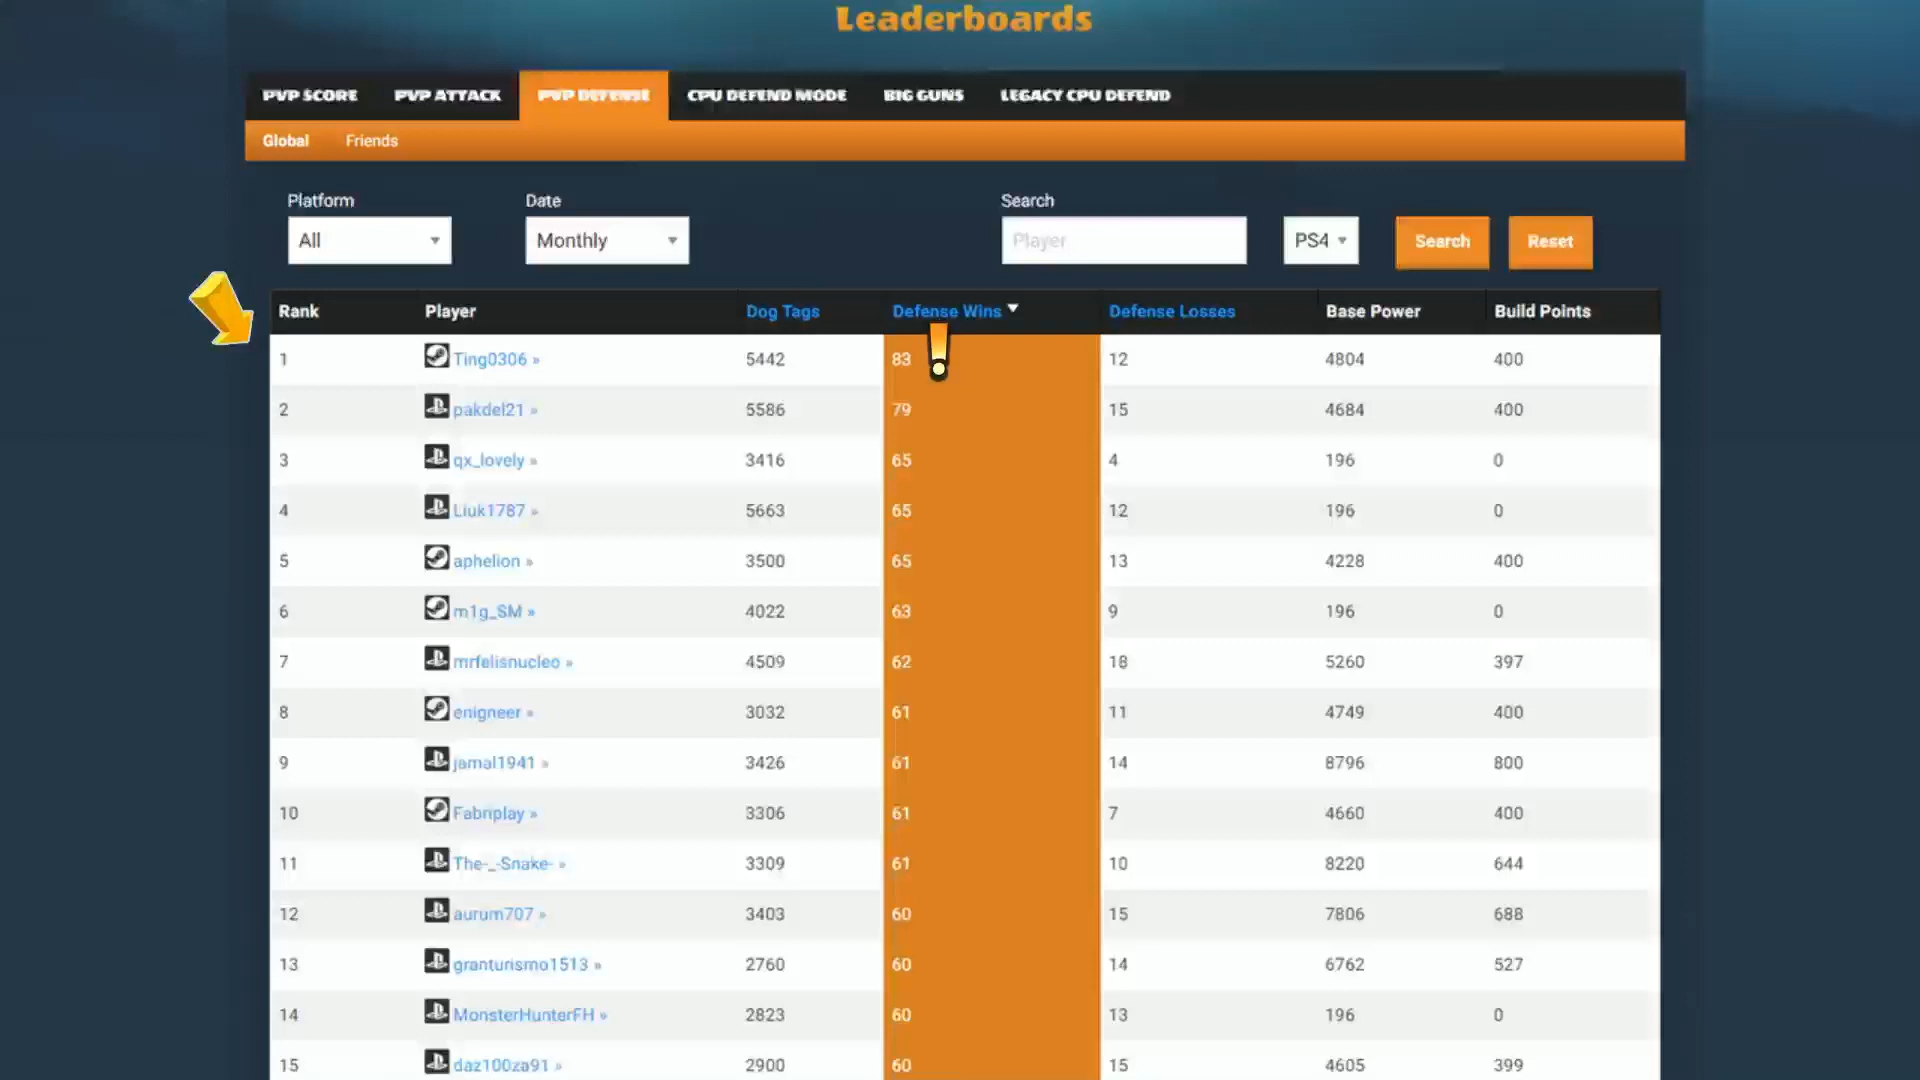 Leaderboards
PVP SCORE PVP ATTACK PVP DEFENSE CPU DEFEND MODE BIG GUNS LEGACY CPU DEFEND
Global Friends
Platform Date Search
All Monthly Player PS4 Search Reset
Rank Player Dog Tags Defense Wins Defense Losses Base Power Build Points
1 Ting0306 » 5442 83 12 4804 400
2 pakdel21 » 5586 79 15 4684 400
3 qx_lovely » 3416 65 4 196 0
4 Liuk1787 » 5663 65 12 196 0
5 aphelion » 3500 65 13 4228 400
6 m1g_SM » 4022 63 9 196 0
7 mrfelisnucleo » 4509 62 18 5260 397
8 enigneer » 3032 61 11 4749 400
9 jamal1941 » 3426 61 14 8796 800
10 Fabriplay » 3306 61 7 4660 400
11 The-_-Snake- » 3309 61 10 8220 644
12 aurum707 » 3403 60 15 7806 688
13 granturismo1513 » 2760 60 14 6762 527
14 MonsterHunterFH » 2823 60 13 196 0
15 daz100za91 » 2900 60 15 4605 399